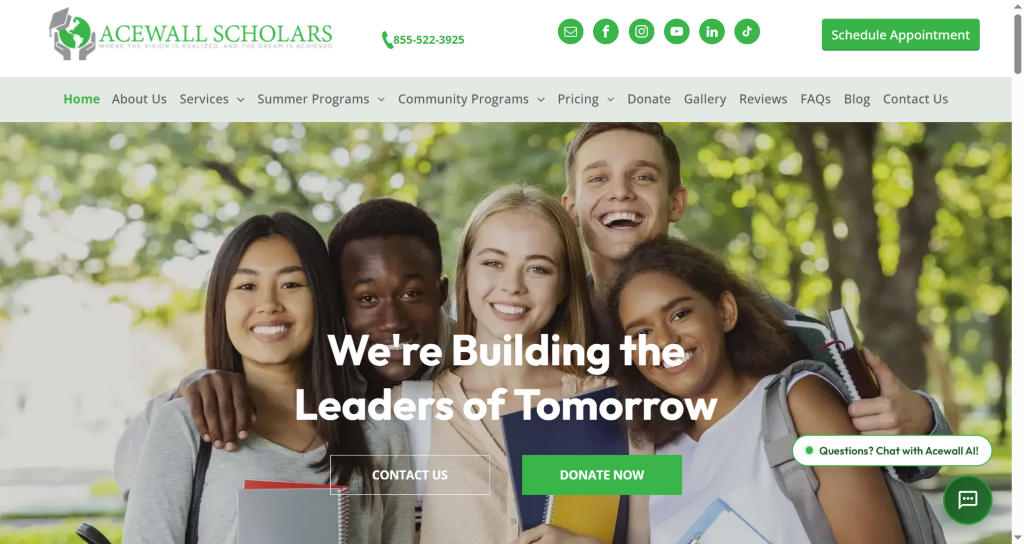 ACEWALL SCHOLARS
WHERE THE VISION IS REALIZED, AND THE DREAM IS ACHIEVED
855-522-3925
Schedule Appointment
Home About Us Services Summer Programs Community Programs Pricing Donate Gallery Reviews FAQs Blog Contact Us
We're Building the
Leaders of Tomorrow
CONTACT US DONATE NOW
Questions? Chat with Acewall AI!